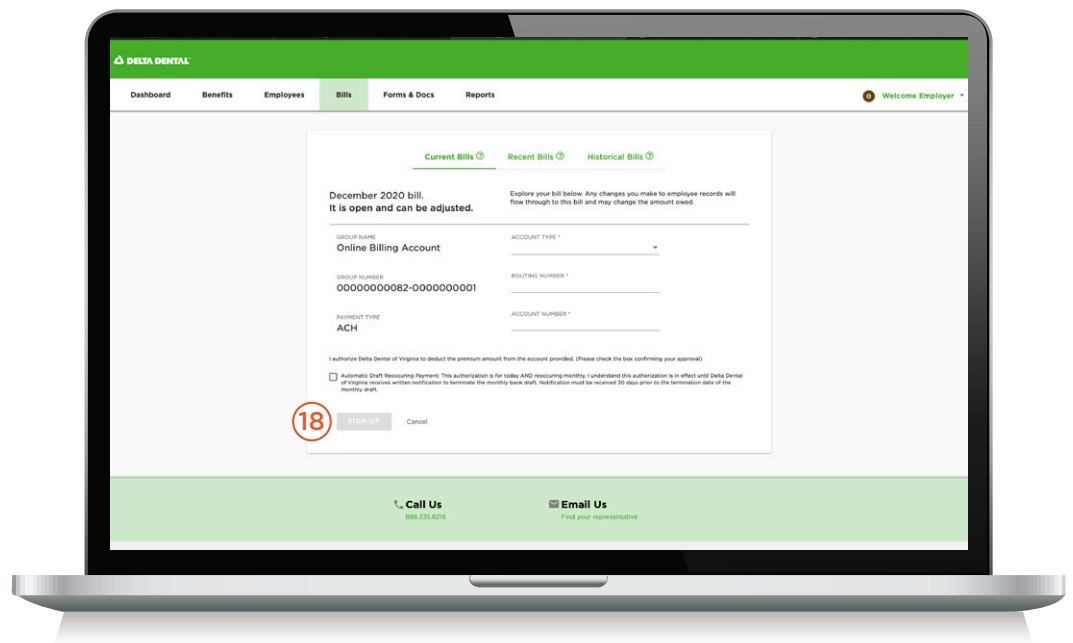 DELTA DENTAL
Dashboard Benefits Employees Bills Forms & Docs Reports
O Welcome Employer
Current Bills ? Recent Bills ? Historical Bills ?
December 2020 bill.
It is open and can be adjusted.
Explore your bill below. Any changes you make to employee records will
flow through to this bill and may change the amount owed.
GROUP NAME
Online Billing Account
ACCOUNT TYPE *
GROUP NUMBER
00000000082-0000000001
ROUTING NUMBER *
PAYMENT TYPE
ACH
ACCOUNT NUMBER *
I authorize Delta Dental of Virginia to deduct the premium amount from the account provided. (Please check the box confirming your approval)
Automatic Draft Reoccuring Payment: This authorization is for today AND reoccuring monthly. I understand this authorization is in effect until Delta Dental
of Virginia receives written notification to terminate the monthly bank draft. Notification must be received 30 days prior to the termination date of the
monthly draft.
18 SIGN UP Cancel
Call Us
888.335.8216
Email Us
Find your representative